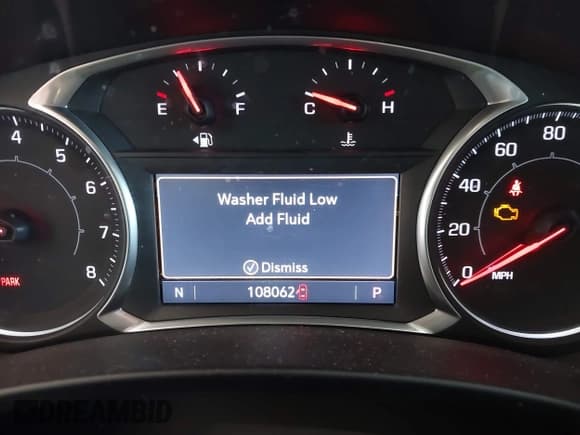 E F
C H
4 5 6 7 8
PARK
0 20 40 60 80
MPH
Washer Fluid Low
Add Fluid
Dismiss
N 108062 P
DREAMBID